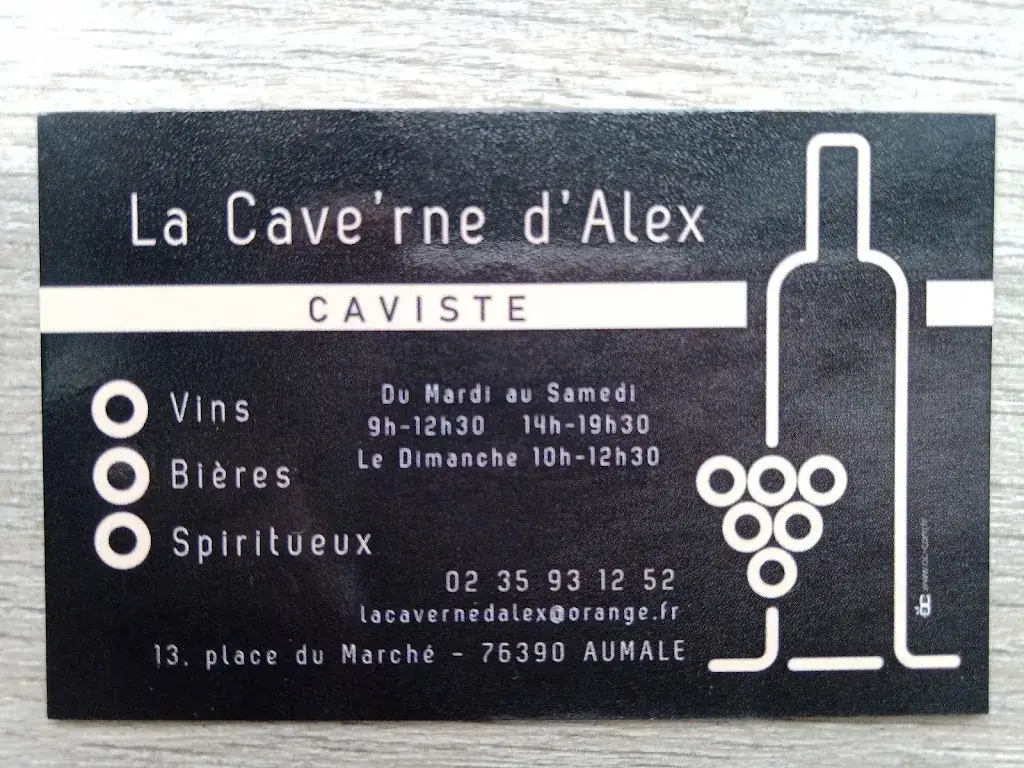 La Cave'rne d'Alex
CAVISTE
Vins
Bières
Spiritueux
Du Mardi au Samedi
9h-12h30 14h-19h30
Le Dimanche 10h-12h30
02 35 93 12 52
lacavernedalex@orange.fr
13, place du Marché - 76390 AUMALE